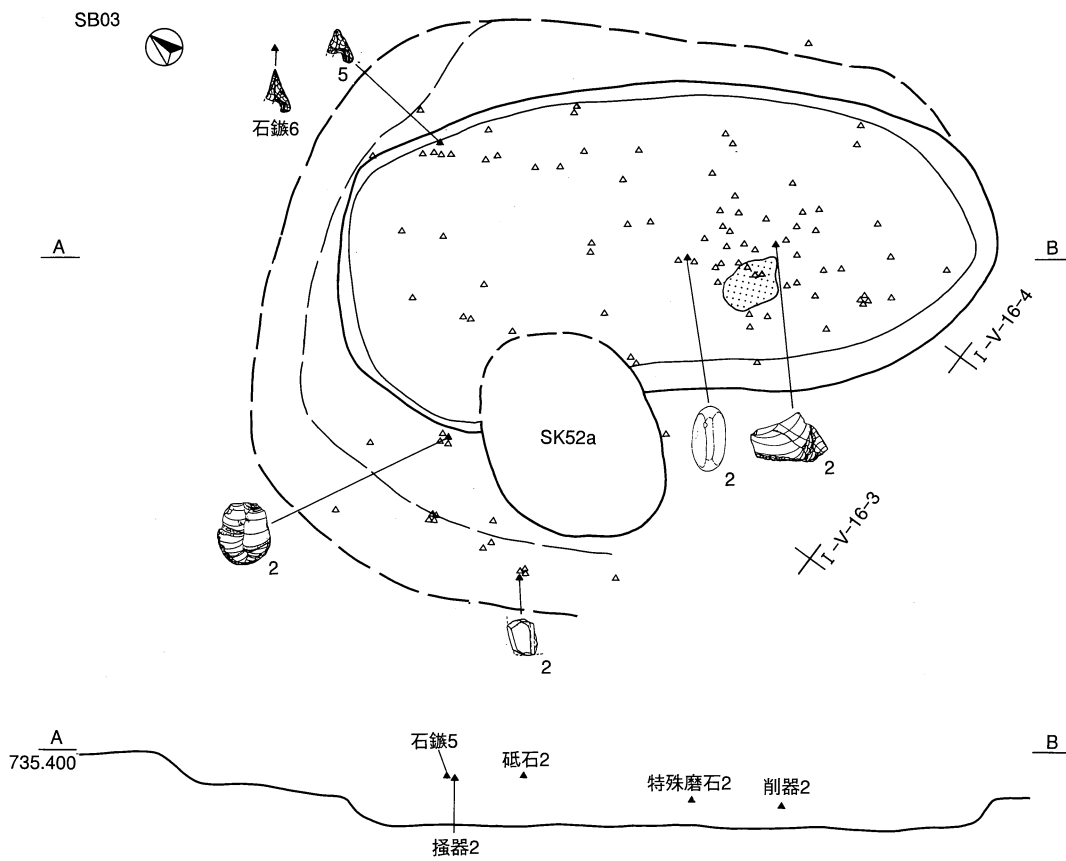 SB03
5
石鏃6
A
B
I-V-16-4
SK52a
2
2
I-V-16-3
2
2
A
735.400
B
石鏃5
砥石2
特殊磨石2
削器2
掻器2